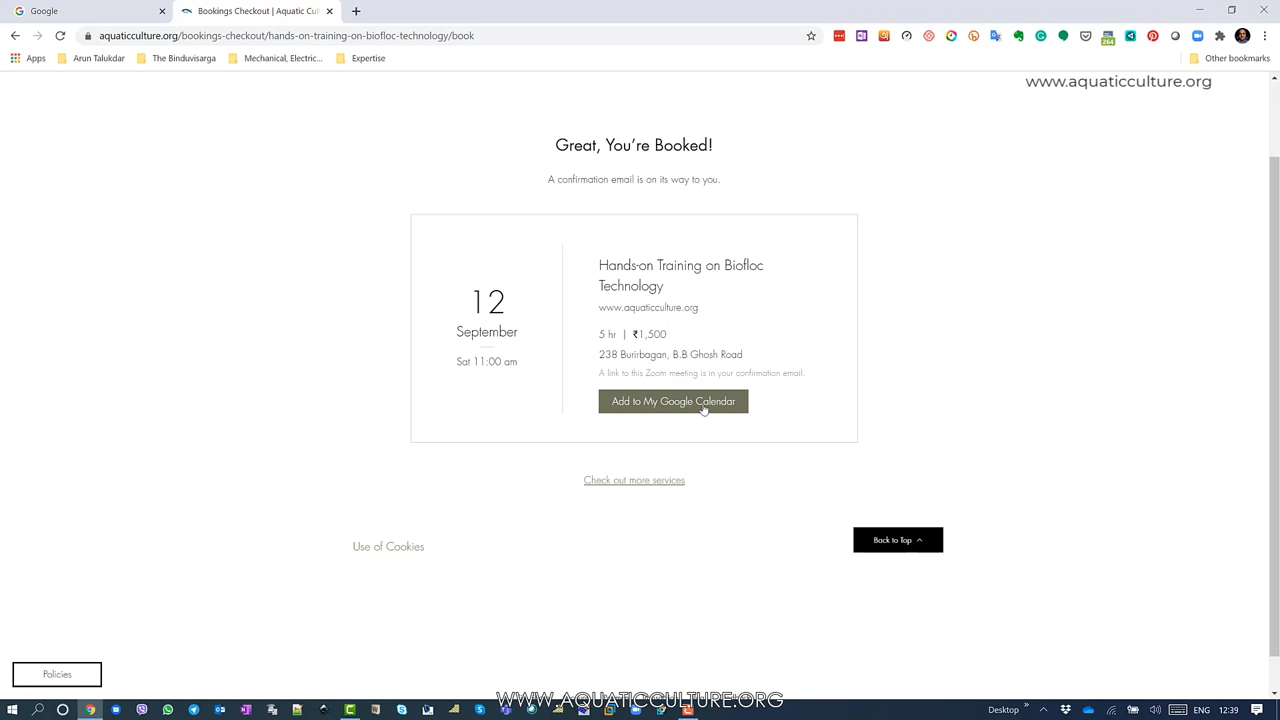 Google
Bookings Checkout | Aquatic Cul
aquaticculture.org/bookings-checkout/hands-on-training-on-biofloc-technology/book
264
Apps
Arun Talukdar
The Binduvisarga
Mechanical, Electric...
Expertise
Other bookmarks
www.aquaticculture.org
Great, You're Booked!
A confirmation email is on its way to you.
12
September
Sat 11:00 am
Hands-on Training on Biofloc
Technology
www.aquaticculture.org
5 hr | ₹1,500
238 Burirbagan, B.B Ghosh Road
A link to this Zoom meeting is in your confirmation email.
Add to My Google Calendar
Check out more services
Use of Cookies
Back to Top
Policies
WWW.AQUATICCULTURE.ORG
Desktop
ENG
12:39